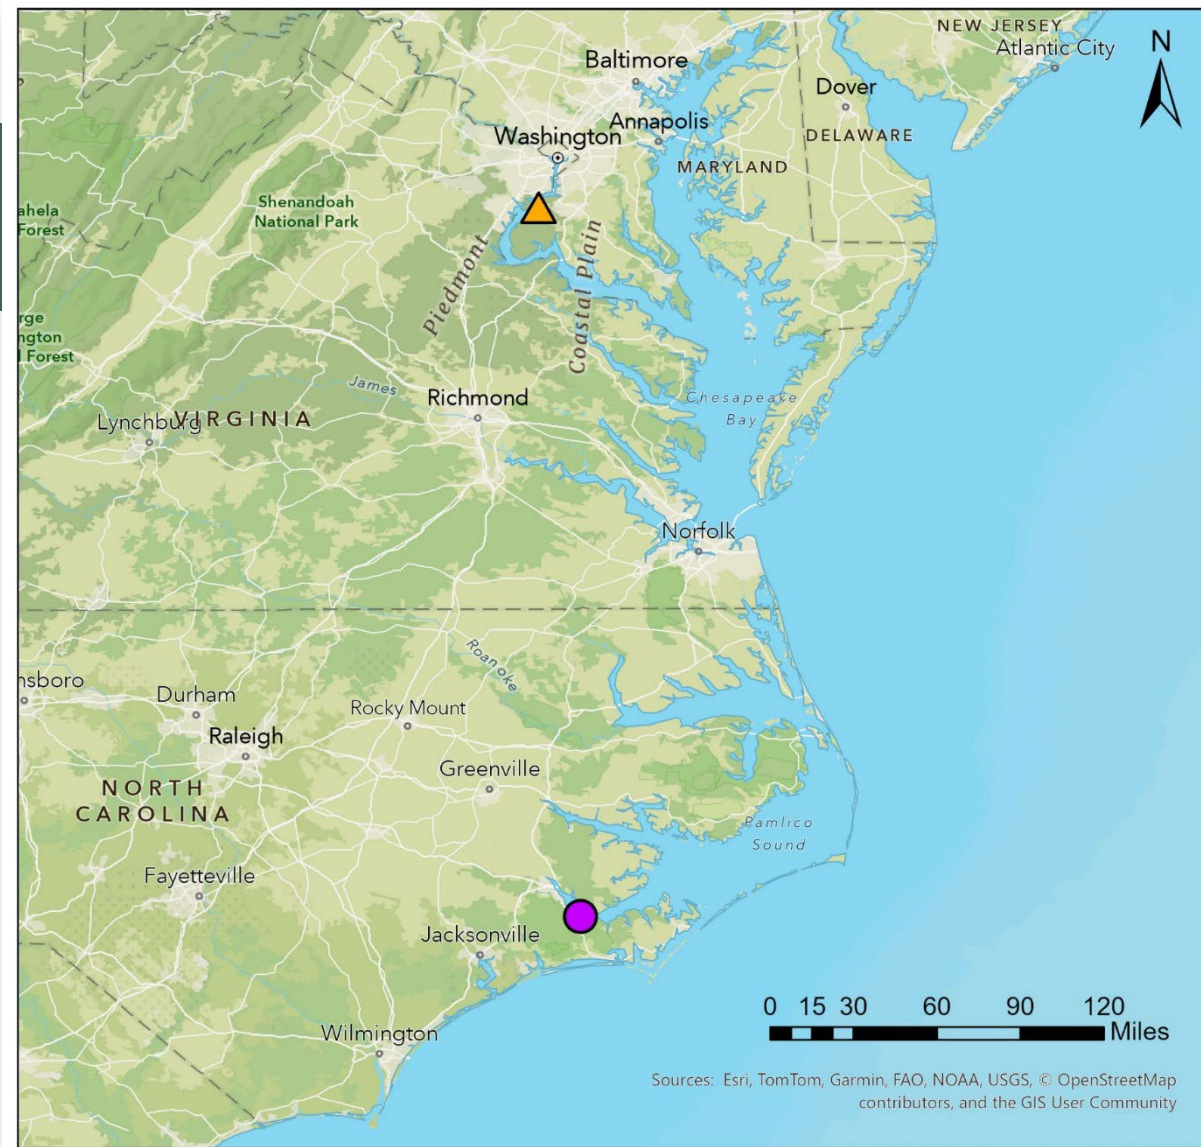 NEW JERSEY
Atlantic City
N
Baltimore
Dover
Annapolis
DELAWARE
Washington
MARYLAND
Shenandoah
National Park
ahela
Forest
Piedmont
Coastal Plain
rge
ngton
l Forest
James
Richmond
Chesapeake
Bay
Lynchburg
VIRGINIA
Norfolk
Roanoke
nsboro
Durham
Rocky Mount
Raleigh
Greenville
NORTH
CAROLINA
Pamlico
Sound
Fayetteville
Jacksonville
0 15 30 60 90 120
Miles
Wilmington
Sources: Esri, TomTom, Garmin, FAO, NOAA, USGS, © OpenStreetMap
contributors, and the GIS User Community